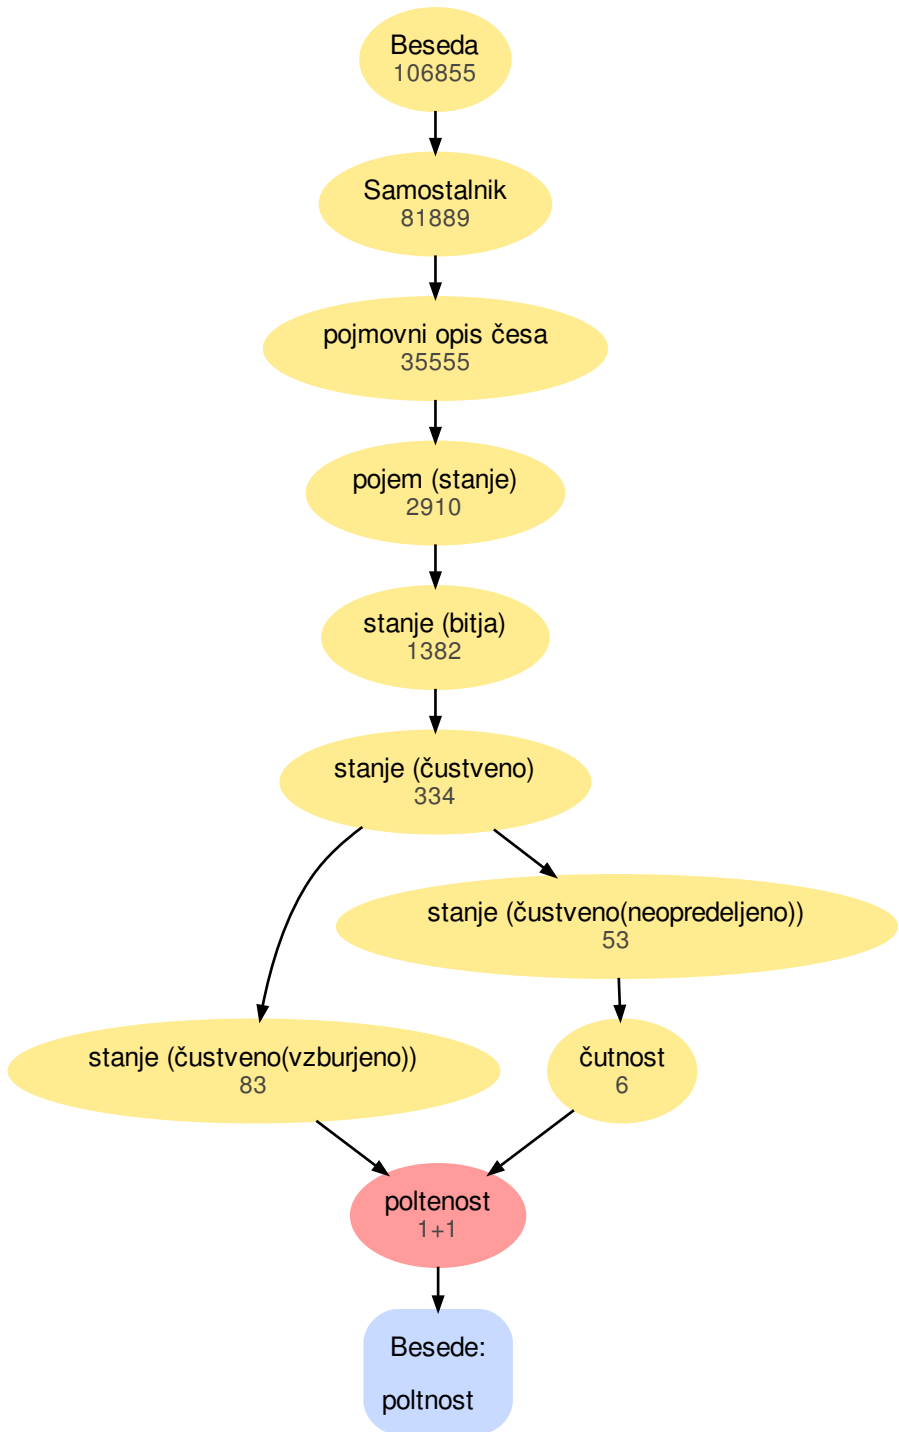 Beseda
106855
Samostalnik
81889
pojmovni opis česa
35555
pojem (stanje)
2910
stanje (bitja)
1382
stanje (čustveno)
334
stanje (čustveno(neopredeljeno))
53
stanje (čustveno(vzburjeno))
83
čutnost
6
poltenost
1+1
Besede:
poltnost